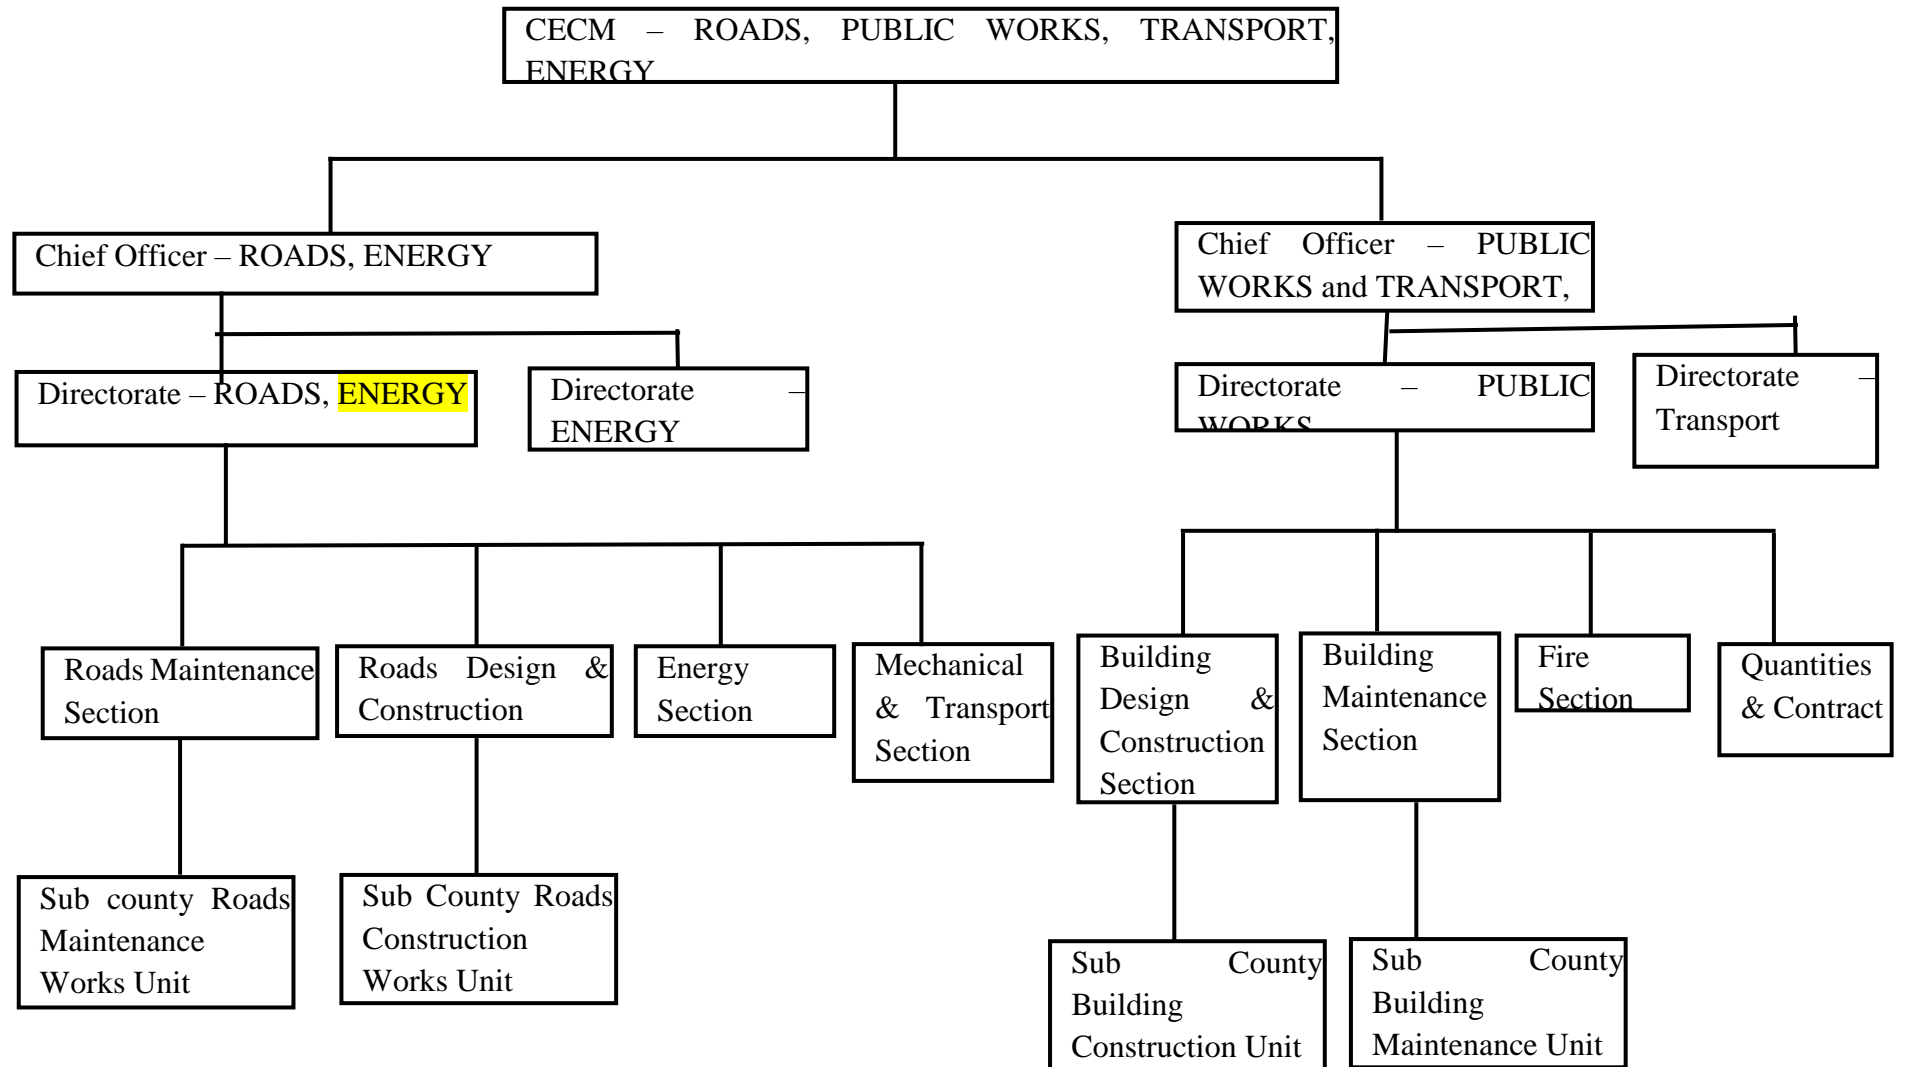 CECM – ROADS, PUBLIC WORKS, TRANSPORT,
ENERGY
Chief Officer – ROADS, ENERGY
Chief Officer – PUBLIC
WORKS and TRANSPORT,
Directorate – ROADS, ENERGY
Directorate –
ENERGY
Directorate – PUBLIC
WORKS
Directorate –
Transport
Roads Maintenance
Section
Roads Design &
Construction
Energy
Section
Mechanical
& Transport
Section
Building
Design &
Construction
Section
Building
Maintenance
Section
Fire
Section
Quantities
& Contract
Sub county Roads
Maintenance
Works Unit
Sub County Roads
Construction
Works Unit
Sub County
Building
Construction Unit
Sub County
Building
Maintenance Unit